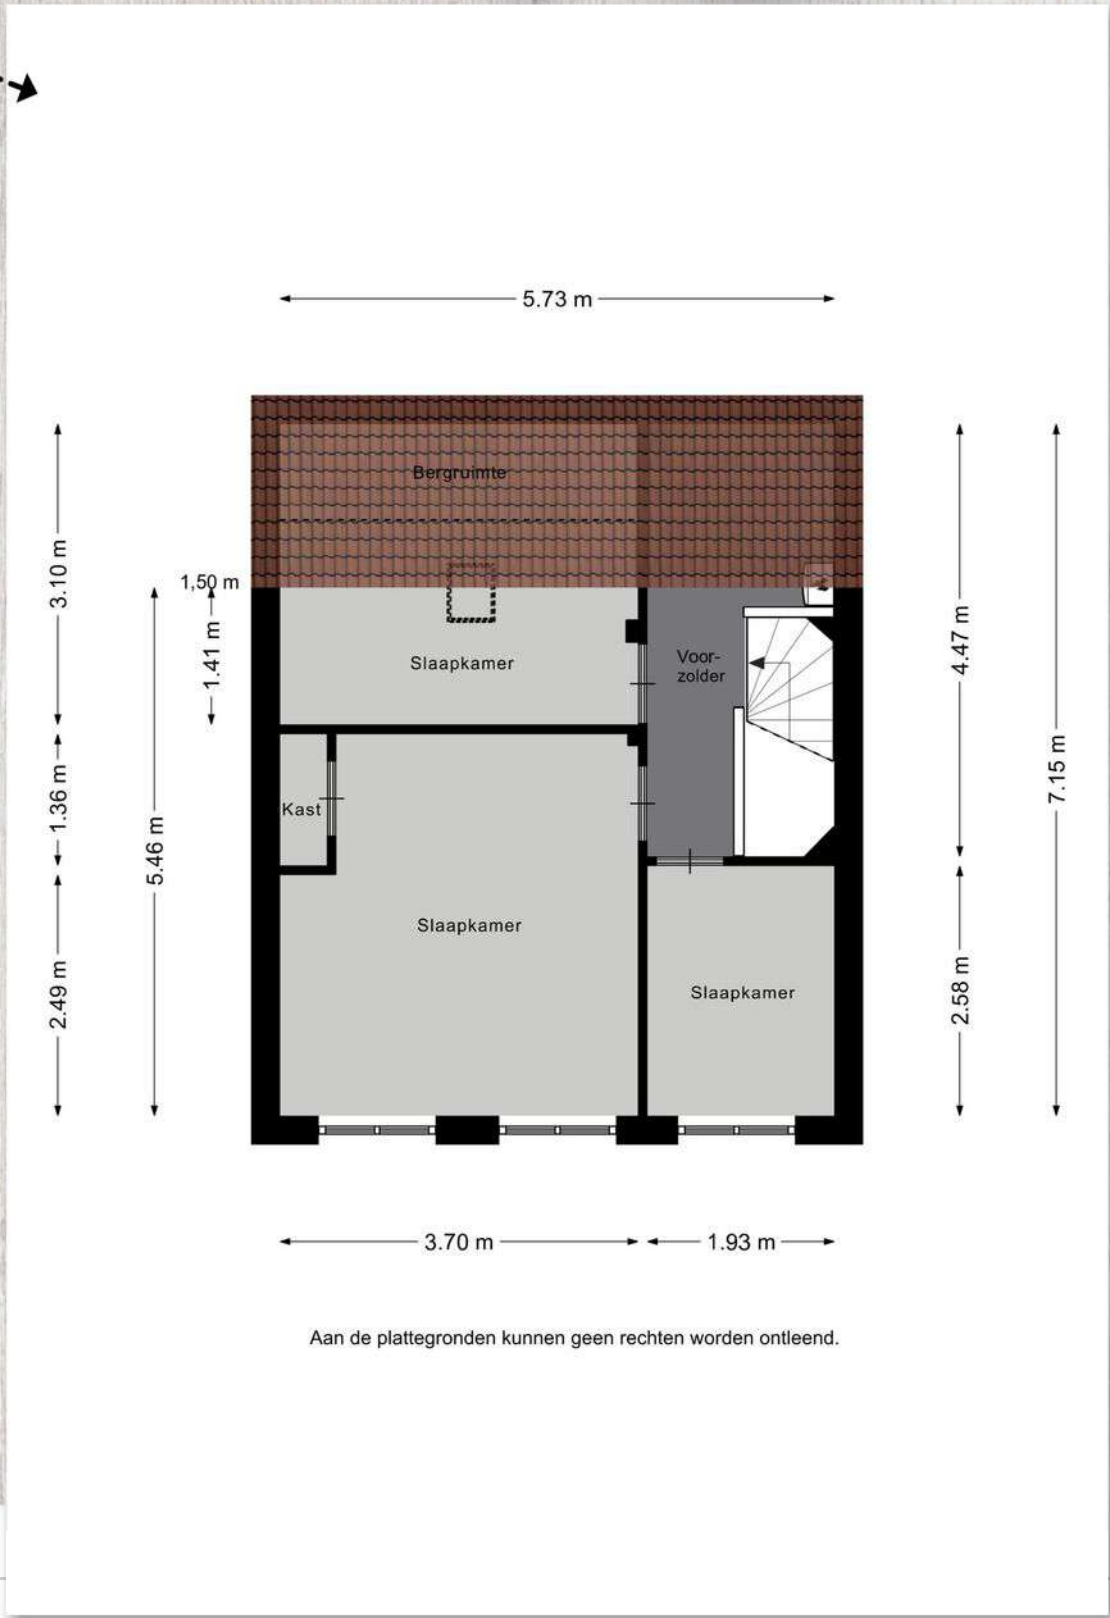 5.73 m
Bergruimte
3.10 m
1,50 m
1.41 m
4.47 m
Slaapkamer
Voor-
zolder
7.15 m
1.36 m
Kast
5.46 m
Slaapkamer
2.49 m
Slaapkamer
2.58 m
3.70 m
1.93 m
Aan de plattegronden kunnen geen rechten worden ontleend.